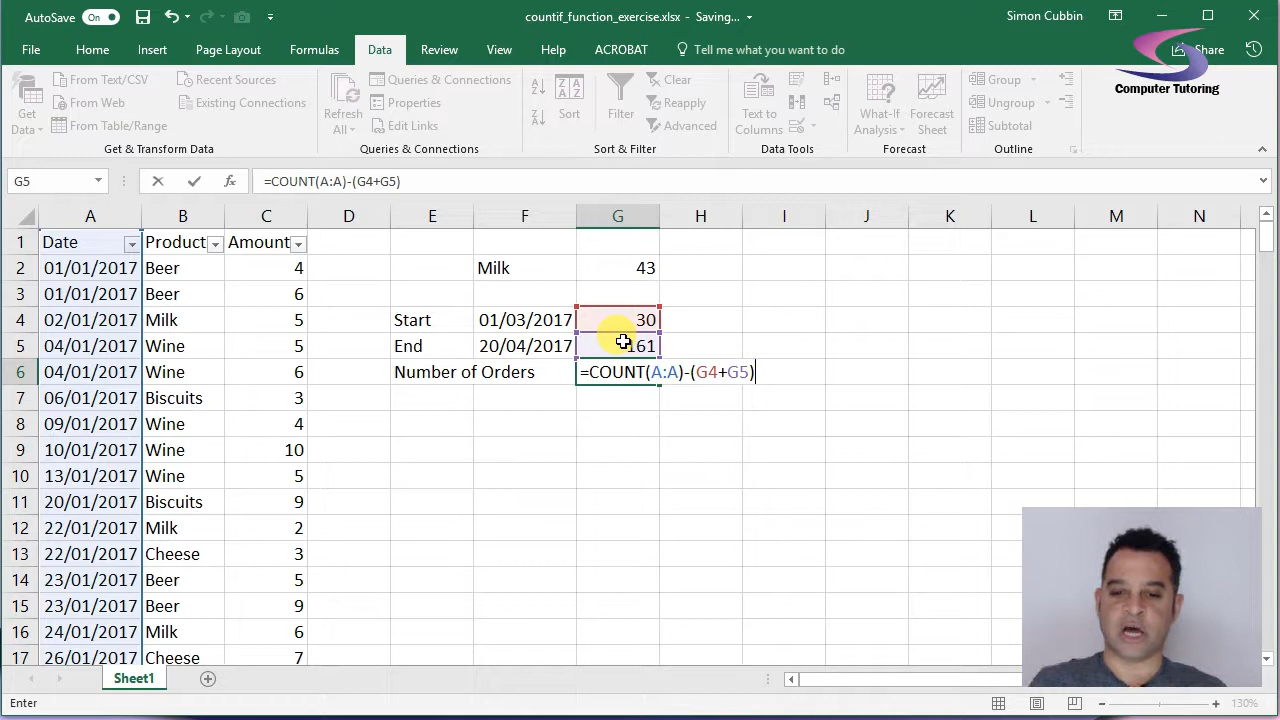 AutoSave On countif_function_exercise.xlsx - Saving... Simon Cubbin
File Home Insert Page Layout Formulas Data Review View Help ACROBAT Tell me what you want to do Share
Computer Tutoring
Get Data From Text/CSV From Web From Table/Range Recent Sources Existing Connections
Refresh All Queries & Connections Properties Edit Links
Sort Filter Clear Reapply Advanced
Text to Columns
What-If Analysis Forecast Sheet
Group Ungroup Subtotal
Get & Transform Data Queries & Connections Sort & Filter Data Tools Forecast Outline
G5 fx =COUNT(A:A)-(G4+G5)
A B C D E F G H I J K L M N
1 Date Product Amount
2 01/01/2017 Beer 4 Milk 43
3 01/01/2017 Beer 6
4 02/01/2017 Milk 5 Start 01/03/2017 30
5 04/01/2017 Wine 5 End 20/04/2017 161
6 04/01/2017 Wine 6 Number of Orders =COUNT(A:A)-(G4+G5)
7 06/01/2017 Biscuits 3
8 09/01/2017 Wine 4
9 10/01/2017 Wine 10
10 13/01/2017 Wine 5
11 20/01/2017 Biscuits 9
12 22/01/2017 Milk 2
13 22/01/2017 Cheese 3
14 23/01/2017 Beer 5
15 23/01/2017 Beer 9
16 24/01/2017 Milk 6
17 26/01/2017 Cheese 7
Sheet1
Enter 130%